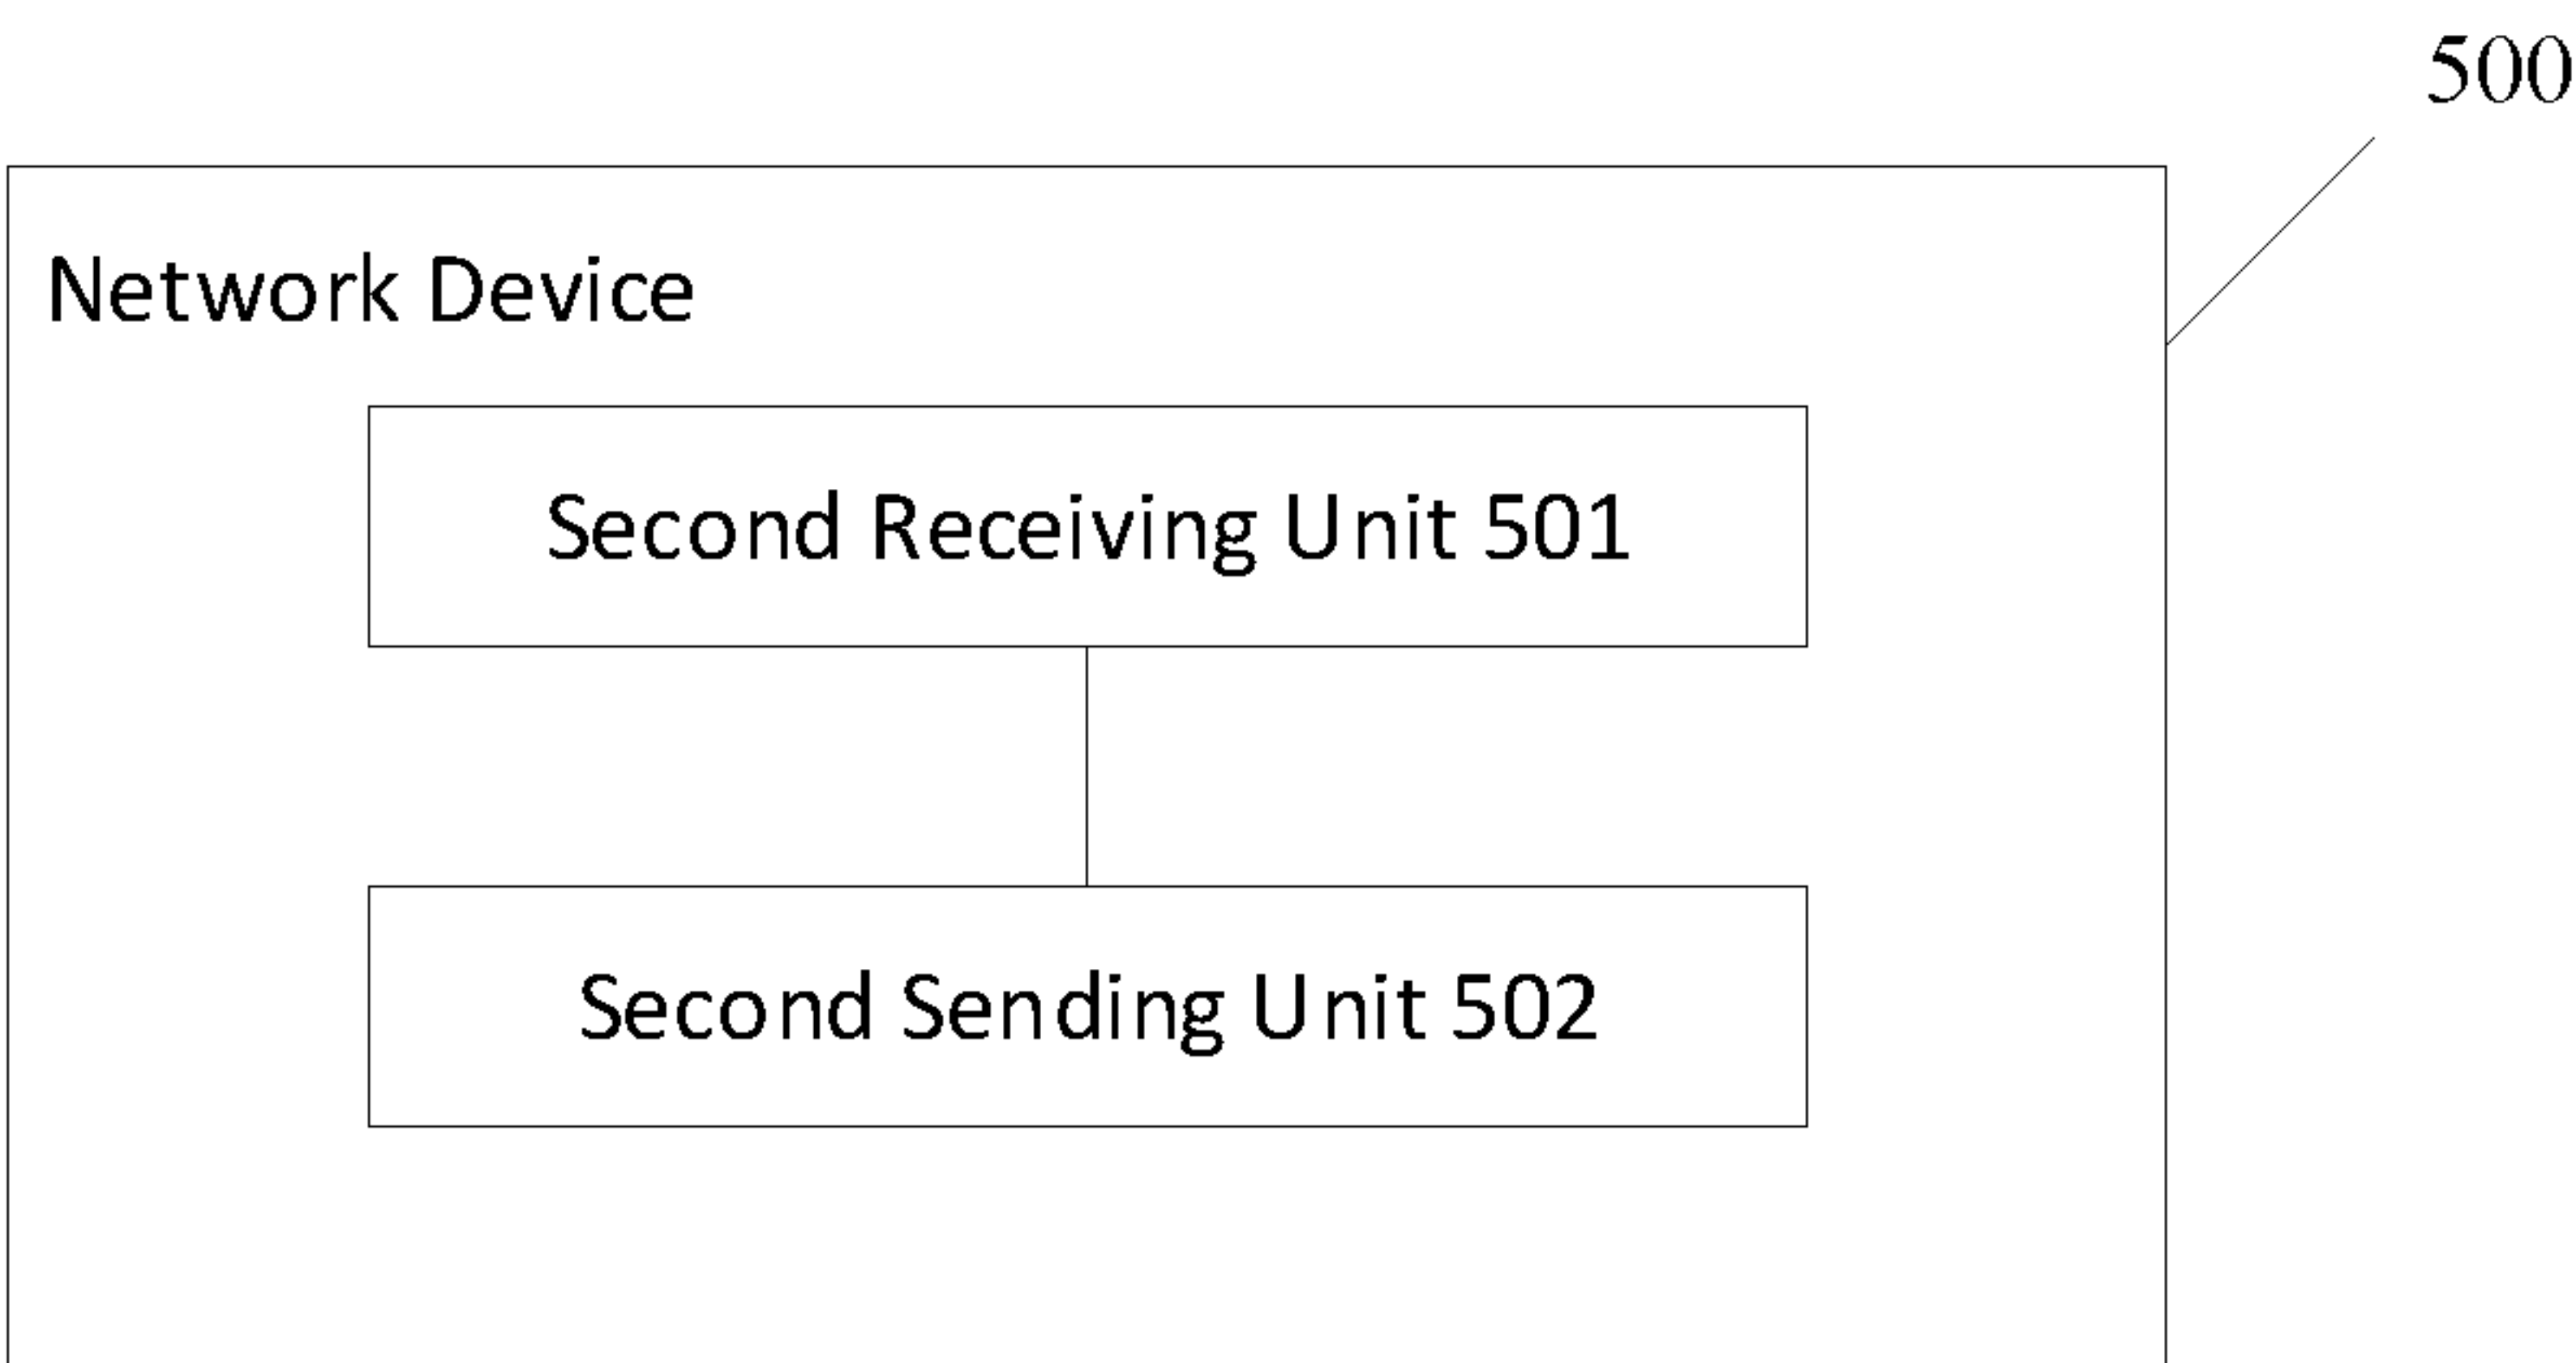 500
Network Device
Second Receiving Unit 501
Second Sending Unit 502